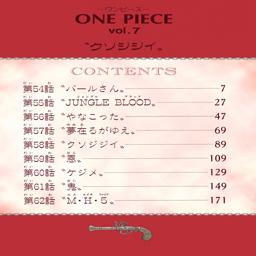 —ワンピース—
ONE PIECE
vol.7
〝クソジジイ〟
CONTENTS
第54話 〝パールさん〟 7
第55話 〝JUNGLE BLOOD〟 27
第56話 〝やなこった〟 47
第57話 〝夢在るがゆえ〟 69
第58話 〝クソジジイ〟 89
第59話 〝恩〟 109
第60話 〝ケジメ〟 129
第61話 〝鬼〟 149
第62話 〝M・H・5〟 171